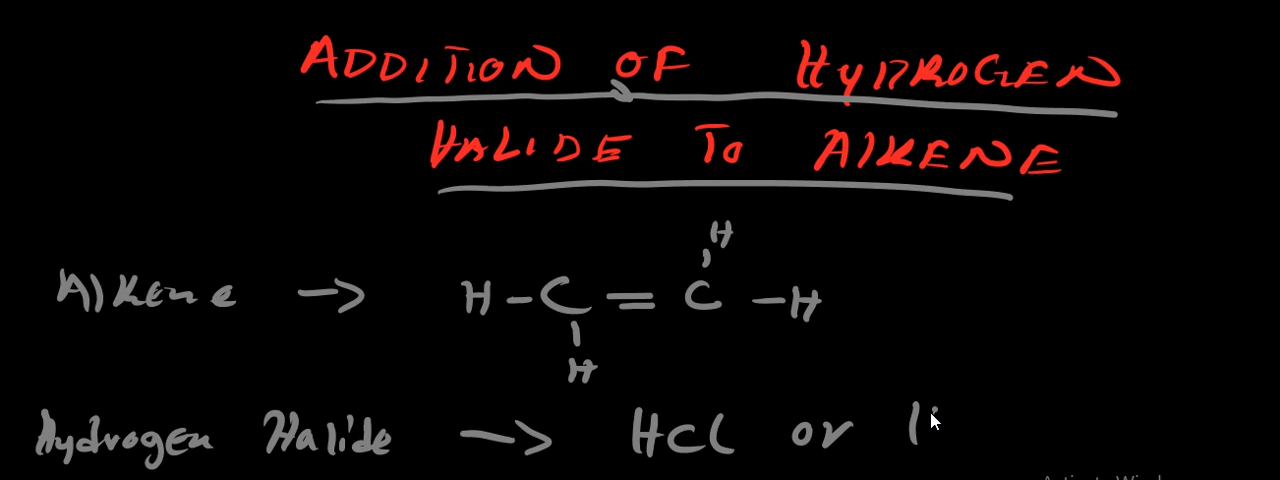 ADDITION OF HYDROGEN
HALIDE TO AlKENE
H
Alkene → H-C=C-H
H
Hydrogen Halide → HCl or